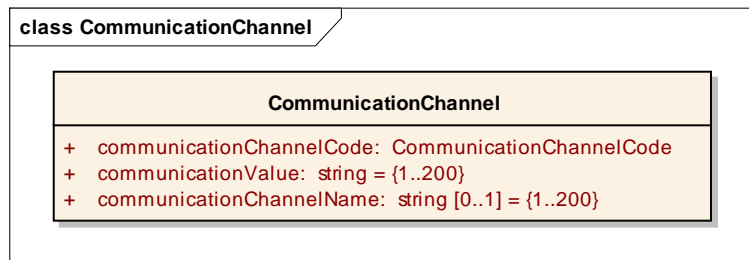 class CommunicationChannel
CommunicationChannel
+ communicationChannelCode: CommunicationChannelCode
+ communicationValue: string = {1..200}
+ communicationChannelName: string [0..1] = {1..200}